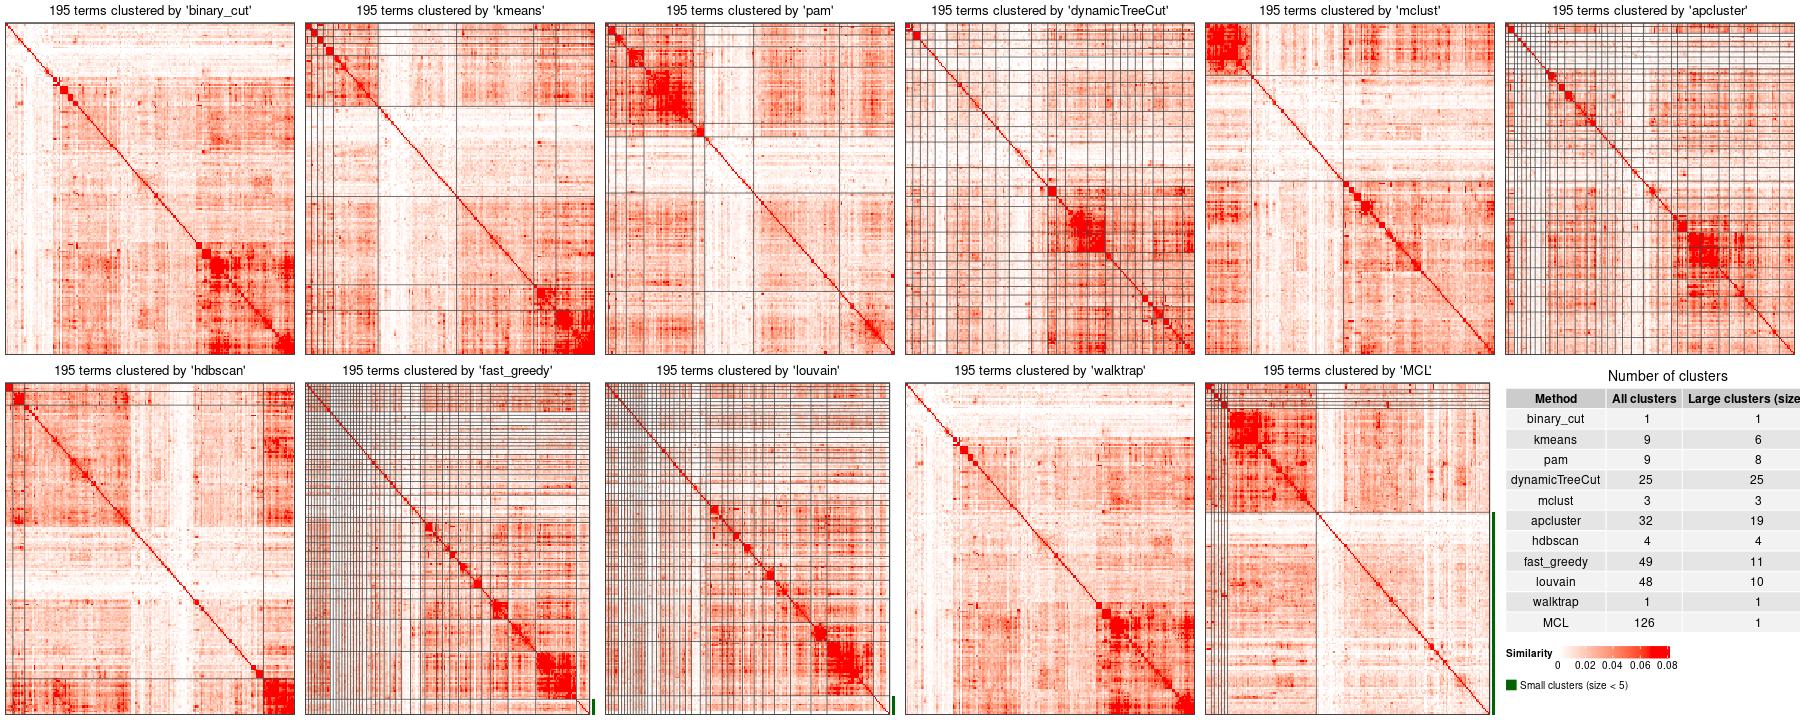 195 terms clustered by 'binary_cut'
195 terms clustered by 'kmeans'
195 terms clustered by 'pam'
195 terms clustered by 'dynamicTreeCut'
195 terms clustered by 'mclust'
195 terms clustered by 'apcluster'
195 terms clustered by 'hdbscan'
195 terms clustered by 'fast_greedy'
195 terms clustered by 'louvain'
195 terms clustered by 'walktrap'
195 terms clustered by 'MCL'
Number of clusters
Method All clusters Large clusters (size
binary_cut 1 1
kmeans 9 6
pam 9 8
dynamicTreeCut 25 25
mclust 3 3
apcluster 32 19
hdbscan 4 4
fast_greedy 49 11
louvain 48 10
walktrap 1 1
MCL 126 1
Similarity
0 0.02 0.04 0.06 0.08
Small clusters (size < 5)